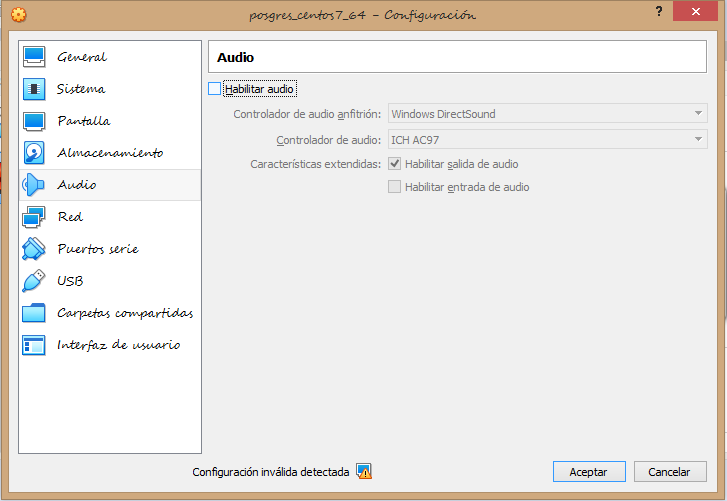 posgres_centos7_64 - Configuración
?
x
General
Sistema
Pantalla
Almacenamiento
Audio
Red
Puertos serie
USB
Carpetas compartidas
Interfaz de usuario
Audio
Habilitar audio
Controlador de audio anfitrión: Windows DirectSound
Controlador de audio: ICH AC97
Características extendidas: Habilitar salida de audio
Habilitar entrada de audio
Configuración inválida detectada
Aceptar Cancelar